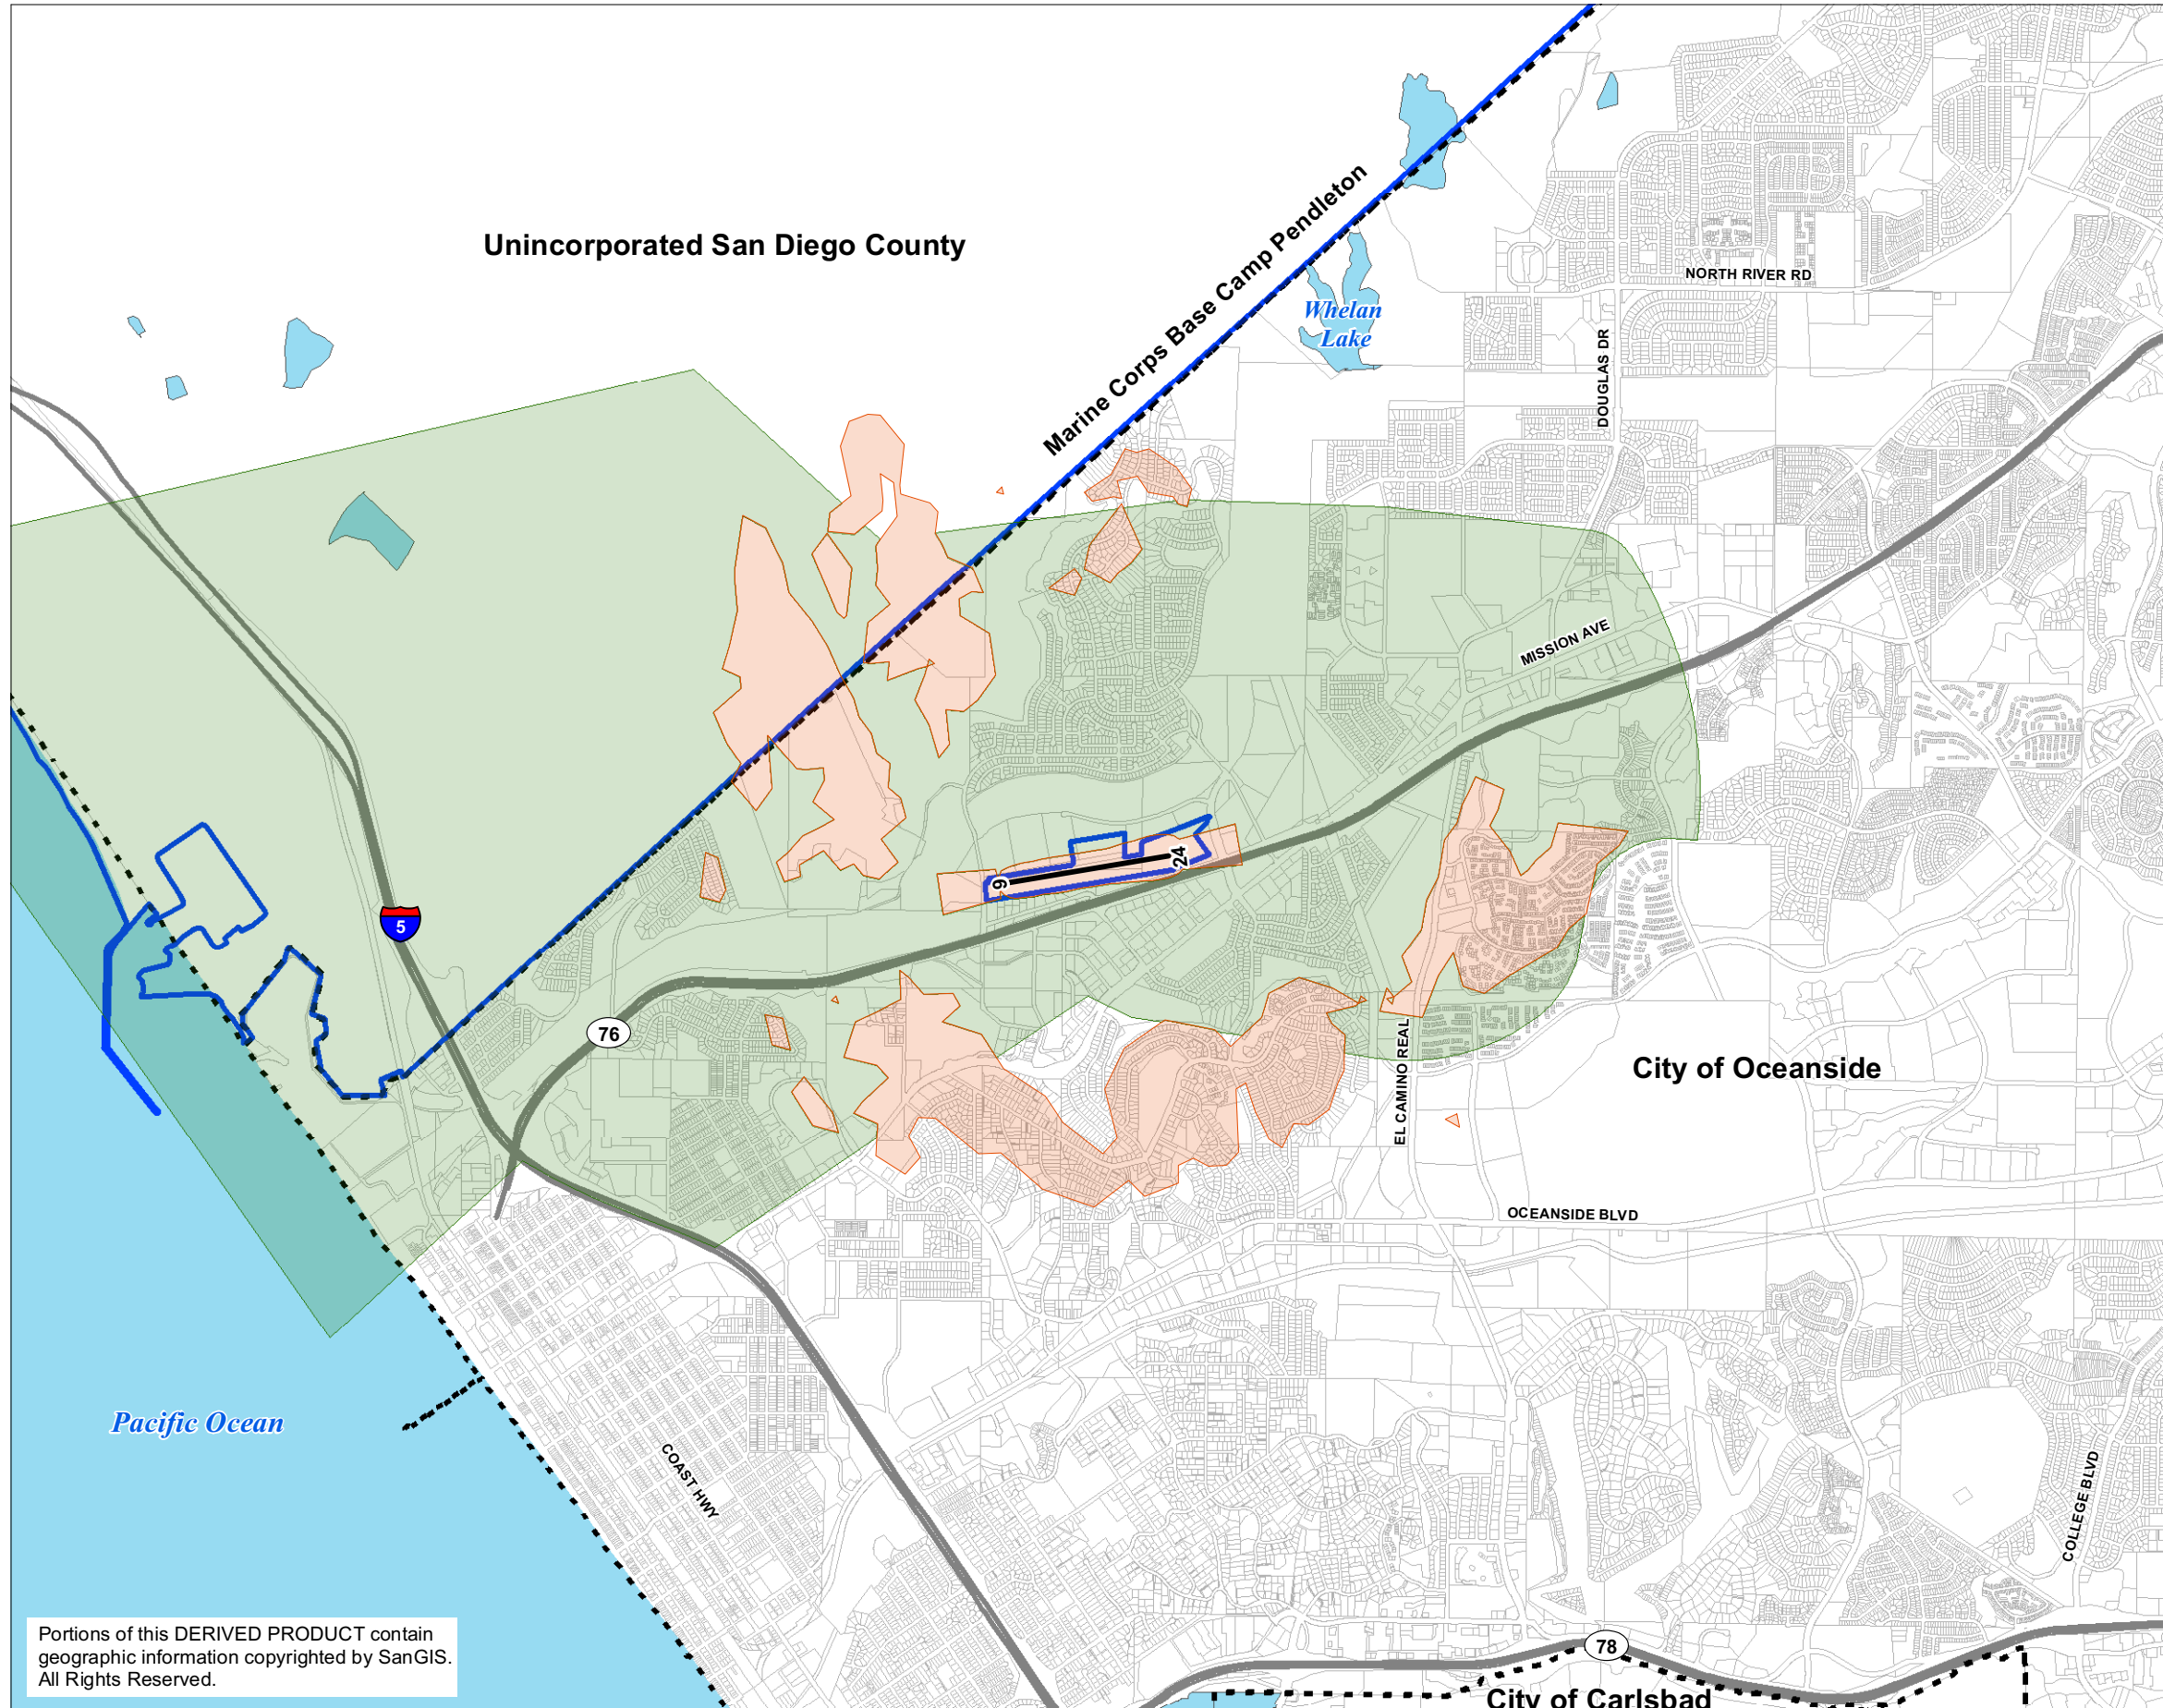 Unincorporated San Diego County
Marine Corps Base Camp Pendleton
Whelan
Lake
NORTH RIVER RD
DOUGLAS DR
MISSION AVE
24
9
5
76
EL CAMINO REAL
City of Oceanside
OCEANSIDE BLVD
Pacific Ocean
COAST HWY
COLLEGE BLVD
78
City of Carlsbad
Portions of this DERIVED PRODUCT contain
geographic information copyrighted by SanGIS.
All Rights Reserved.